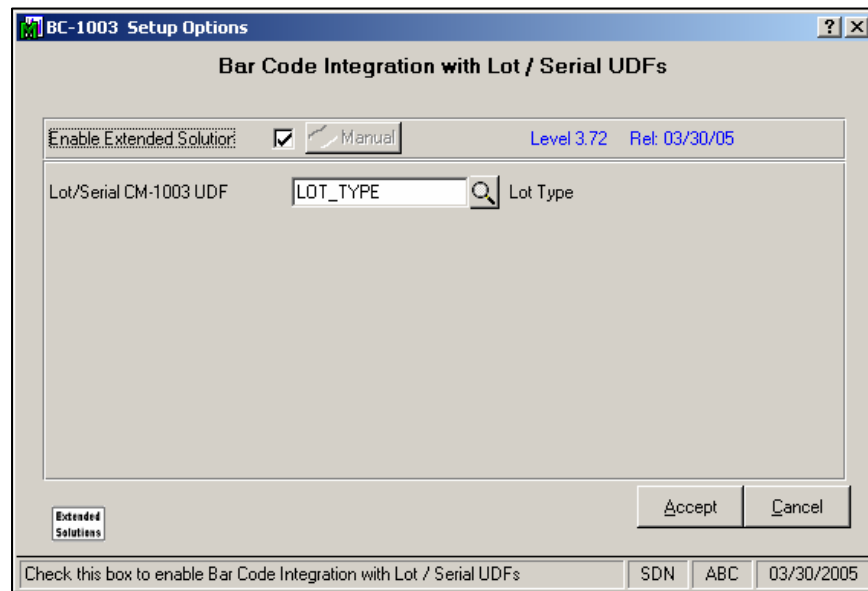 BC-1003 Setup Options
Bar Code Integration with Lot / Serial UDFs
Enable Extended Solution: Manual Level 3.72 Rel: 03/30/05
Lot/Serial CM-1003 UDF LOT_TYPE Lot Type
Accept Cancel
Extended
Solutions
Check this box to enable Bar Code Integration with Lot / Serial UDFs SDN ABC 03/30/2005